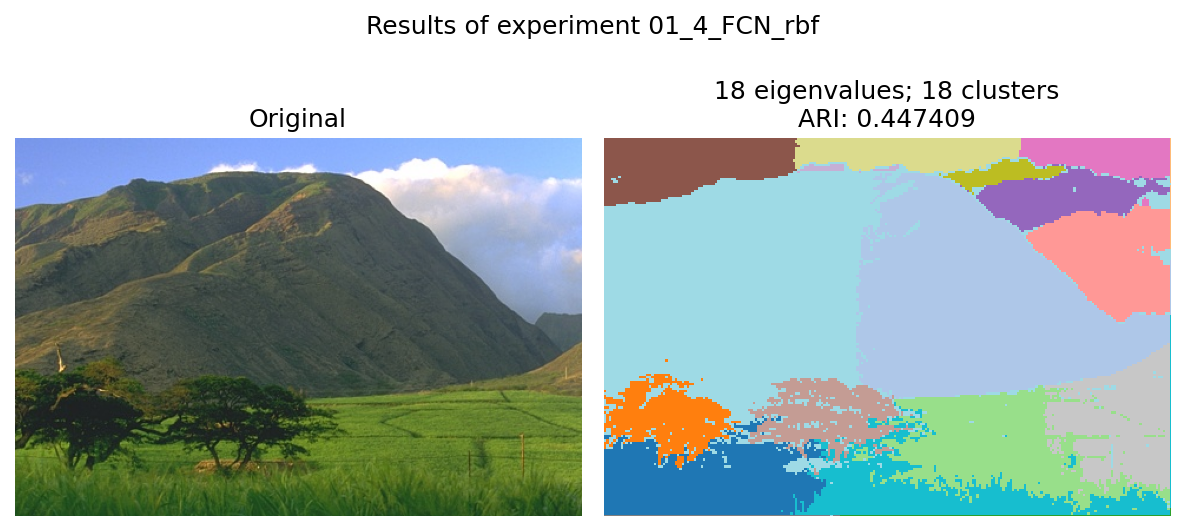 Results of experiment 01_4_FCN_rbf
Original
18 eigenvalues; 18 clusters
ARI: 0.447409